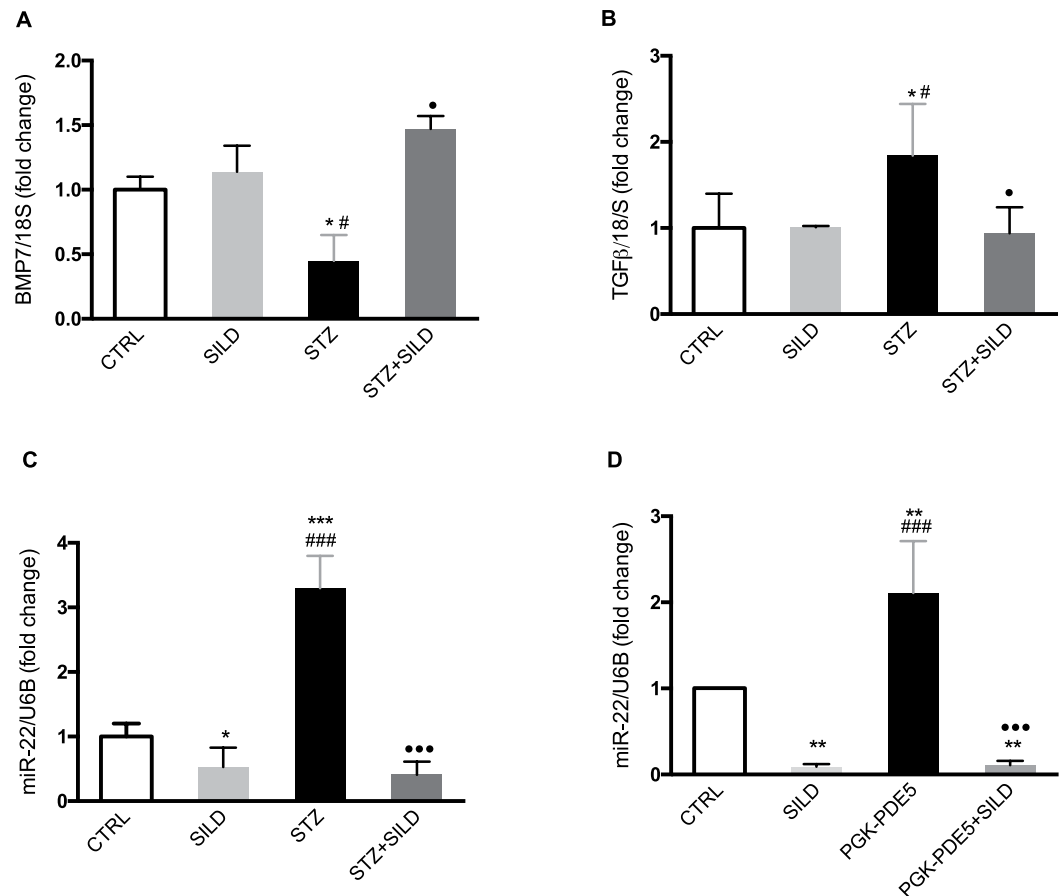 A
BMP7/18S (fold change)
2.0
1.5
1.0
0.5
0.0
* #
•
CTRL
SILD
STZ
STZ+SILD
B
TGFβ/18/S (fold change)
3
2
1
0
* #
•
CTRL
SILD
STZ
STZ+SILD
C
miR-22/U6B (fold change)
4
3
2
1
0
*
***
###
•••
CTRL
SILD
STZ
STZ+SILD
D
miR-22/U6B (fold change)
3
2
1
0
**
**
###
•••
**
CTRL
SILD
PGK-PDE5
PGK-PDE5+SILD